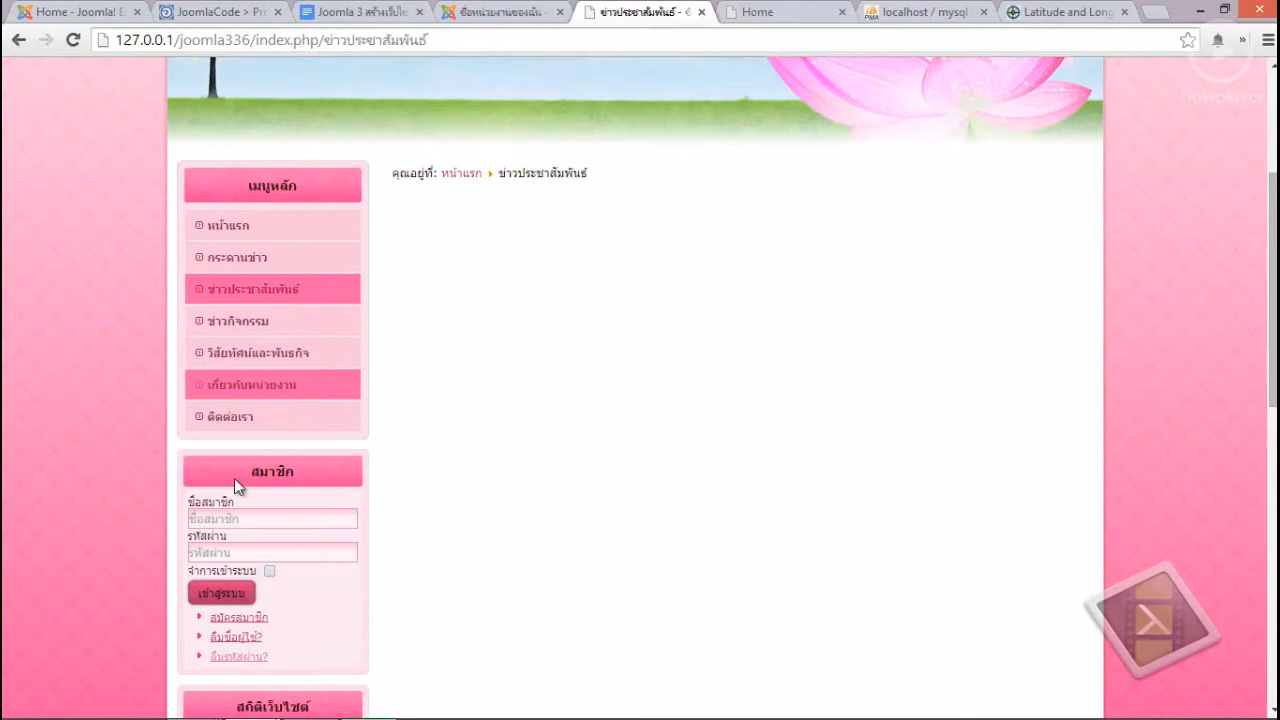 Home - Joomla! E
JoomlaCode > Pro
Joomla 3 สร้างเว็บไซ
ชื่อหน่วยงานของฉัน -
ข่าวประชาสัมพันธ์ -
Home
localhost / mysql
Latitude and Long
127.0.0.1/joomla336/index.php/ข่าวประชาสัมพันธ์
flowplayer
คุณอยู่ที่: หน้าแรก ข่าวประชาสัมพันธ์
เมนูหลัก
หน้าแรก
กระดานข่าว
ข่าวประชาสัมพันธ์
ข่าวกิจกรรม
วิสัยทัศน์และพันธกิจ
เกี่ยวกับหน่วยงาน
ติดต่อเรา
สมาชิก
ชื่อสมาชิก
ชื่อสมาชิก
รหัสผ่าน
รหัสผ่าน
จำการเข้าระบบ
เข้าสู่ระบบ
สมัครสมาชิก
ลืมชื่อผู้ใช้?
ลืมรหัสผ่าน?
สถิติเว็บไซต์